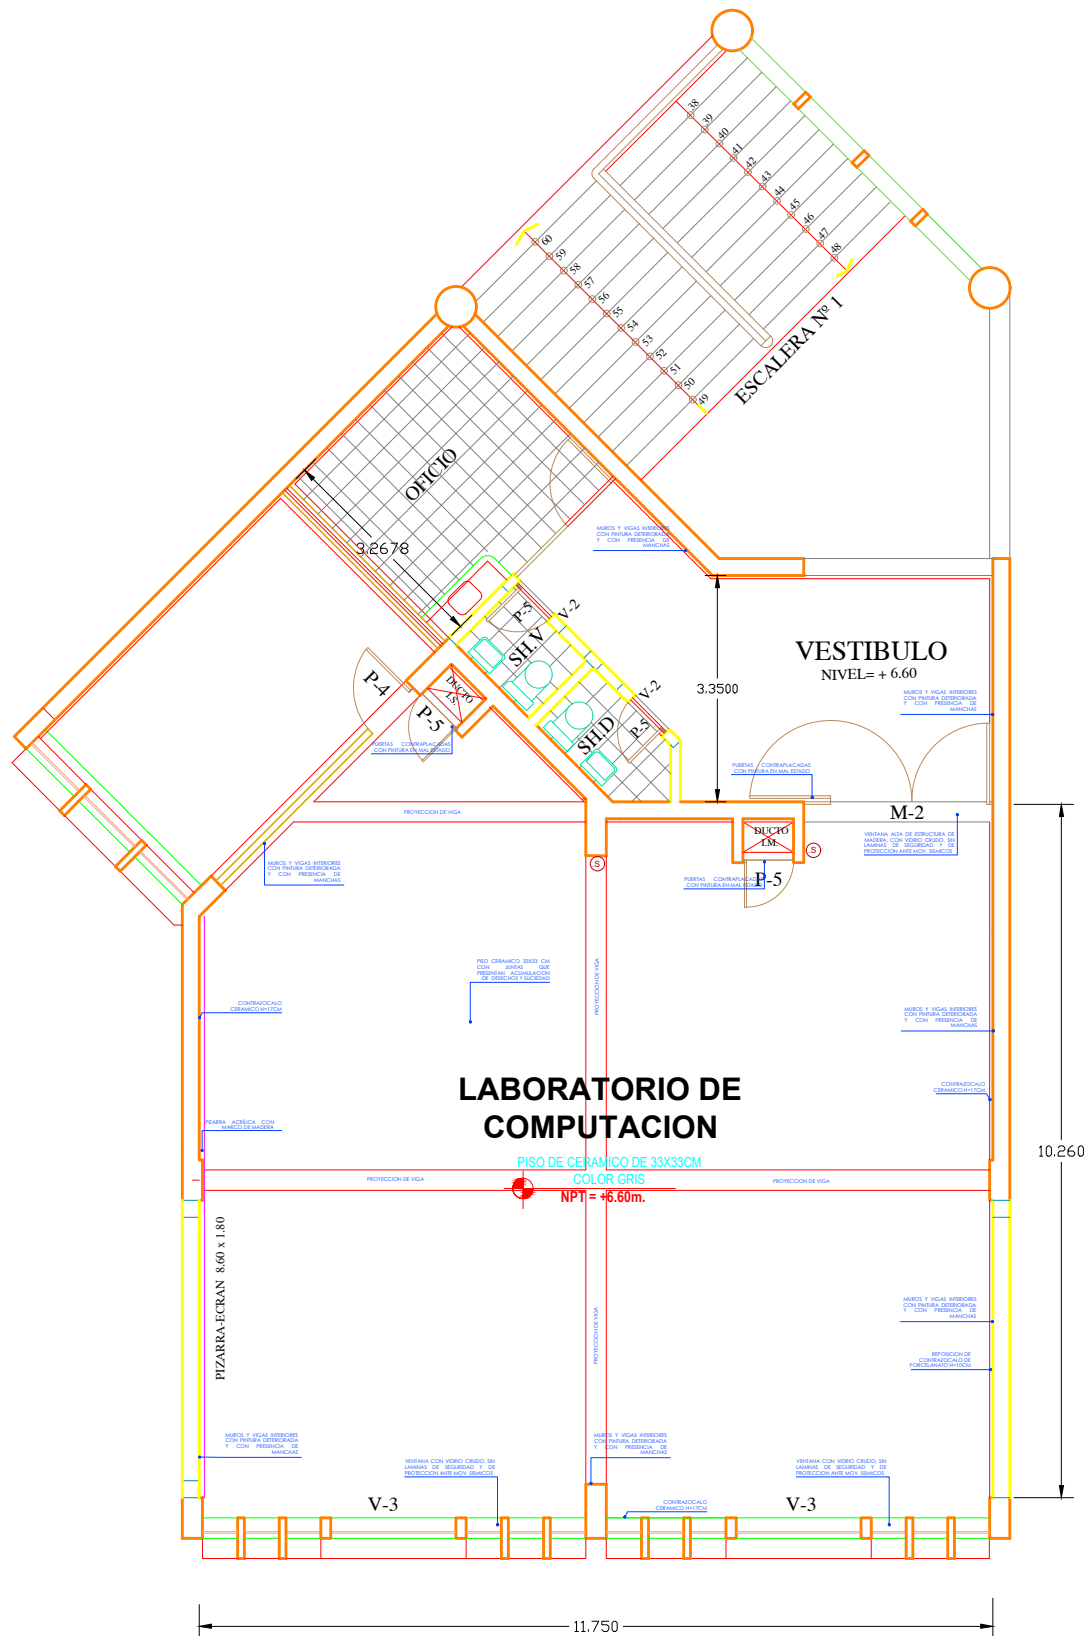 38
39
40
41
42
43
44
45
46
47
48
60
59
58
57
56
55
54
53
52
51
50
49
ESCALERA Nº 1
OFICIO
3.2678
MUROS Y VIGAS INTERIORES
CON PINTURA DETERIORADA
Y CON PRESENCIA DE
MANCHAS
P-5
V-2
SH.V
V-2
P-5
SH.D
3.3500
VESTIBULO
NIVEL= + 6.60
MUROS Y VIGAS INTERIORES
CON PINTURA DETERIORADA
Y CON PRESENCIA DE
MANCHAS
P-4
DUCTO
I.S
P-5
PUERTAS CONTRAPLACADAS
CON PINTURA EN MAL ESTADO
PUERTAS CONTRAPLACADAS
CON PINTURA EN MAL ESTADO
PROYECCION DE VIGA
M-2
DUCTO
I.M.
VENTANA ALTA DE ESTRUCTURA DE
MADERA, CON VIDRIO CRUDO, SIN
LAMINAS DE SEGURIDAD Y DE
PROTECCION ANTE MOV. SISMICOS
S
S
MUROS Y VIGAS INTERIORES
CON PINTURA DETERIORADA
Y CON PRESENCIA DE
MANCHAS
PUERTAS CONTRAPLACADAS
CON PINTURA EN MAL ESTADO
P-5
PISO CERAMICO 33X33 CM
CON JUNTAS QUE
PRESENTAN ACUMULACION
DE DESECHOS Y SUCIEDAD
PROYECCION DE VIGA
CONTRAZOCALO
CERAMICO H=17CM
MUROS Y VIGAS INTERIORES
CON PINTURA DETERIORADA
Y CON PRESENCIA DE
MANCHAS
LABORATORIO DE
COMPUTACION
CONTRAZOCALO
CERAMICO H=17CM
PIZARRA ACRÍLICA CON
MARCO DE MADERA
10.260
PISO DE CERAMICO DE 33X33CM
COLOR GRIS
NPT = +6.60m.
PROYECCION DE VIGA
PROYECCION DE VIGA
PIZARRA-ECRAN 8.60 x 1.80
PROYECCION DE VIGA
MUROS Y VIGAS INTERIORES
CON PINTURA DETERIORADA
Y CON PRESENCIA DE
MANCHAS
REPOSICION DE
CONTRAZOCALO DE
PORCELANATO H=10CM
MUROS Y VIGAS INTERIORES
CON PINTURA DETERIORADA
Y CON PRESENCIA DE
MANCHAS
MUROS Y VIGAS INTERIORES
CON PINTURA DETERIORADA
Y CON PRESENCIA DE
MANCHAS
VENTANA CON VIDRIO CRUDO, SIN
LAMINAS DE SEGURIDAD Y DE
PROTECCION ANTE MOV. SISMICOS
VENTANA CON VIDRIO CRUDO, SIN
LAMINAS DE SEGURIDAD Y DE
PROTECCION ANTE MOV. SISMICOS
V-3
CONTRAZOCALO
CERAMICO H=17CM
V-3
11.750